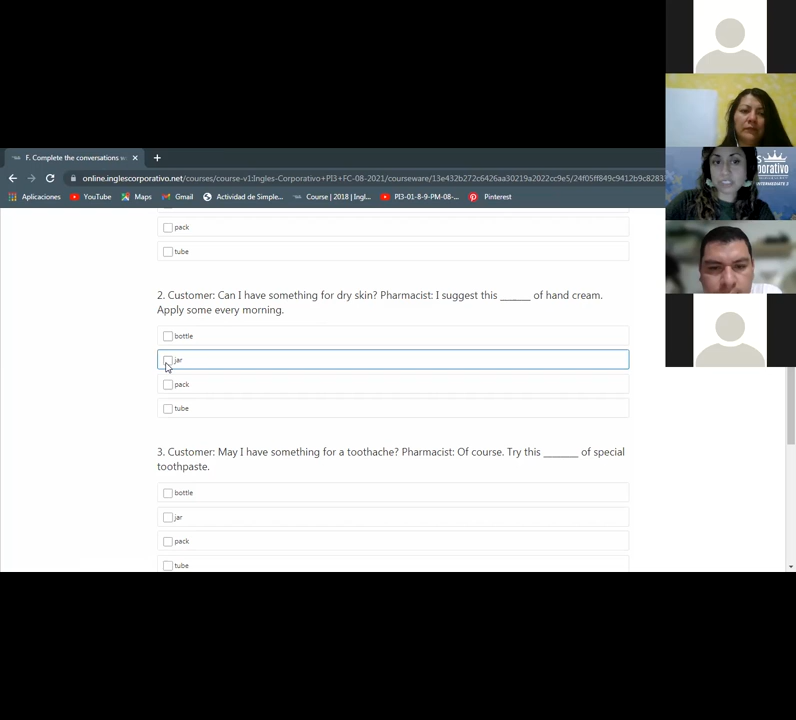 F. Complete the conversations w
online.inglescorporativo.net/courses/course-v1:Ingles-Corporativo+PI3+FC-08-2021/courseware/13e432b272c6426aa30219a2022cc9e5/24f05ff849c9412b9c8283
Aplicaciones YouTube Maps Gmail Actividad de Simple... Course | 2018 | Ingl... PI3-01-8-9-PM-08-... Pinterest
pack
tube
2. Customer: Can I have something for dry skin? Pharmacist: I suggest this ______ of hand cream.
Apply some every morning.
bottle
jar
pack
tube
3. Customer: May I have something for a toothache? Pharmacist: Of course. Try this _______ of special
toothpaste.
bottle
jar
pack
tube